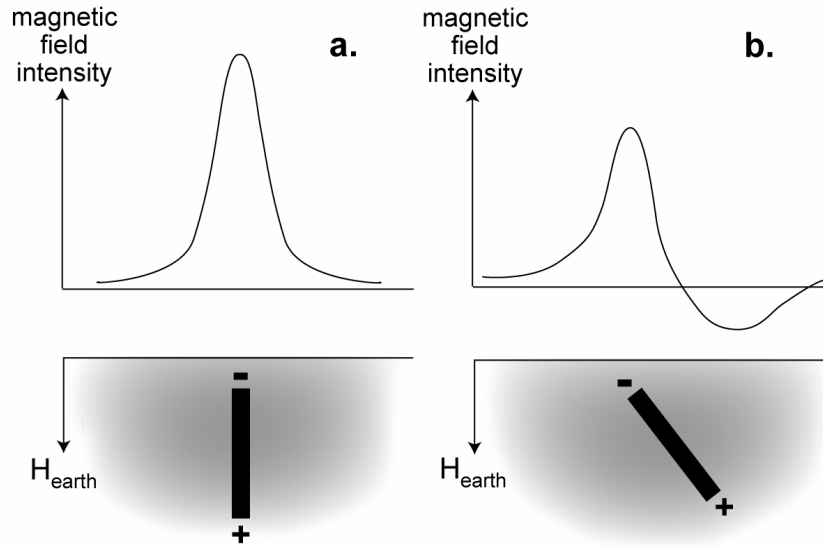 magnetic
field
intensity
a.
-
+
H earth
magnetic
field
intensity
b.
-
+
H earth